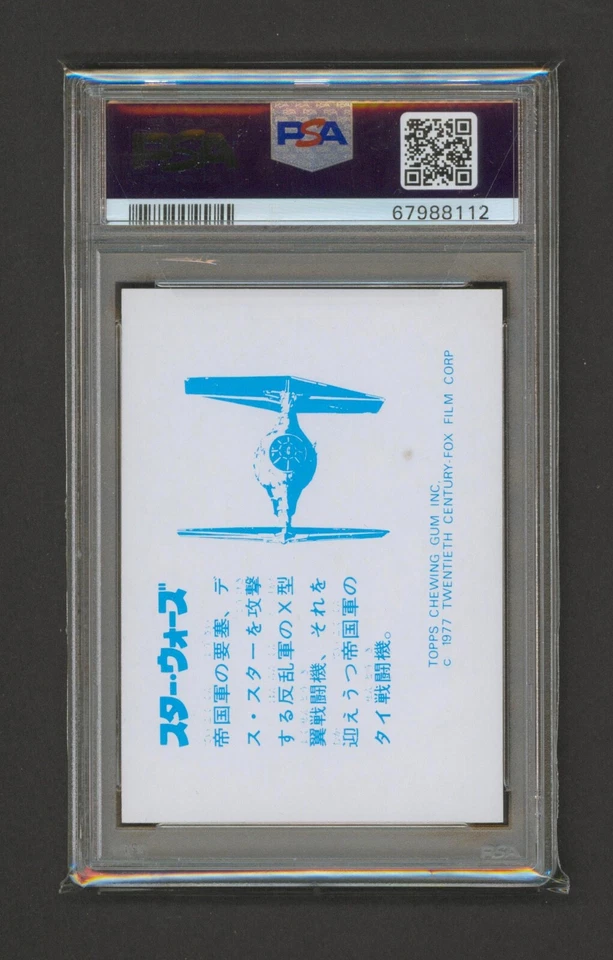 PSA
PSA
67988112
スター・ウォーズ
帝国軍の要塞、デ
ス・スターを攻撃
する反乱軍のX型
翼戦闘機、それを
迎えうつ帝国軍の
タイ戦闘機。
TOPPS CHEWING GUM INC.
c 1977 TWENTIETH CENTURY-FOX FILM CORP
PSA